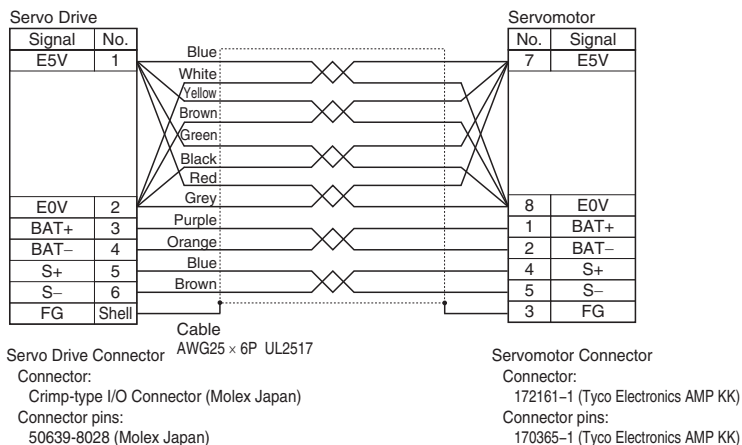 Servo Drive
Servomotor
Signal No.
No. Signal
E5V 1
Blue
7 E5V
White
Yellow
Brown
Green
Black
Red
Grey
E0V 2
8 E0V
Purple
BAT+ 3
1 BAT+
Orange
BAT− 4
2 BAT−
Blue
S+ 5
4 S+
Brown
S− 6
5 S−
FG Shell
3 FG
Cable
AWG25 × 6P UL2517
Servo Drive Connector
Connector:
Crimp-type I/O Connector (Molex Japan)
Connector pins:
50639-8028 (Molex Japan)
Servomotor Connector
Connector:
172161−1 (Tyco Electronics AMP KK)
Connector pins:
170365−1 (Tyco Electronics AMP KK)